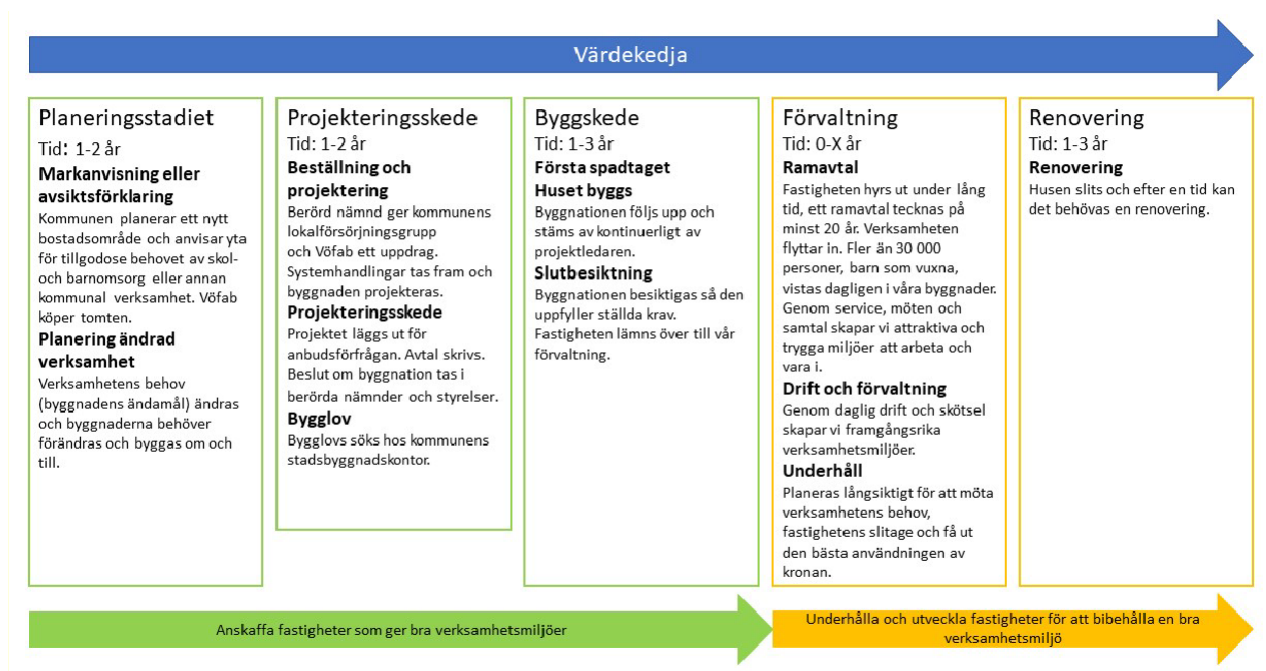 Värdekedja
Planeringsstadiet
Tid: 1-2 år
Markanvisning eller
avsiktsförklaring
Kommunen planerar ett nytt
bostadsområde och anvisar yta
för tillgodose behovet av skol-
och barnomsorg eller annan
kommunal verksamhet. Vöfab
köper tomten.
Planering ändrad
verksamhet
Verksamhetens behov
(byggnadens ändamål) ändras
och byggnaderna behöver
förändras och byggas om och
till.
Projekteringsskede
Tid: 1-2 år
Beställning och
projektering
Berörd nämnd ger kommunens
lokalförsörjningsgrupp
och Vöfab ett uppdrag.
Systemhandlingar tas fram och
byggnaden projekteras.
Projekteringsskede
Projektet läggs ut för
anbudsförfrågan. Avtal skrivs.
Beslut om byggnation tas i
berörda nämnder och styrelser.
Bygglov
Bygglovs söks hos kommunens
stadsbyggnadskontor.
Byggskede
Tid: 1-3 år
Första spadtaget
Huset byggs
Byggnationen följs upp och
stäms av kontinuerligt av
projektledaren.
Slutbesiktning
Byggnationen besiktigas så den
uppfyller ställda krav.
Fastigheten lämns över till vår
förvaltning.
Förvaltning
Tid: 0-X år
Ramavtal
Fastigheten hyrs ut under lång
tid, ett ramavtal tecknas på
minst 20 år. Verksamheten
flyttar in. Fler än 30 000
personer, barn som vuxna,
vistas dagligen i våra byggnader.
Genom service, möten och
samtal skapar vi attraktiva och
trygga miljöer att arbeta och
vara i.
Drift och förvaltning
Genom daglig drift och skötsel
skapar vi framgångsrika
verksamhetsmiljöer.
Underhåll
Planeras långsiktigt för att möta
verksamhetens behov,
fastighetens slitage och få ut
den bästa användningen av
kronan.
Renovering
Tid: 1-3 år
Renovering
Husen slits och efter en tid kan
det behövas en renovering.
Anskaffa fastigheter som ger bra verksamhetsmiljöer
Underhålla och utveckla fastigheter för att bibehålla en bra
verksamhetsmiljö